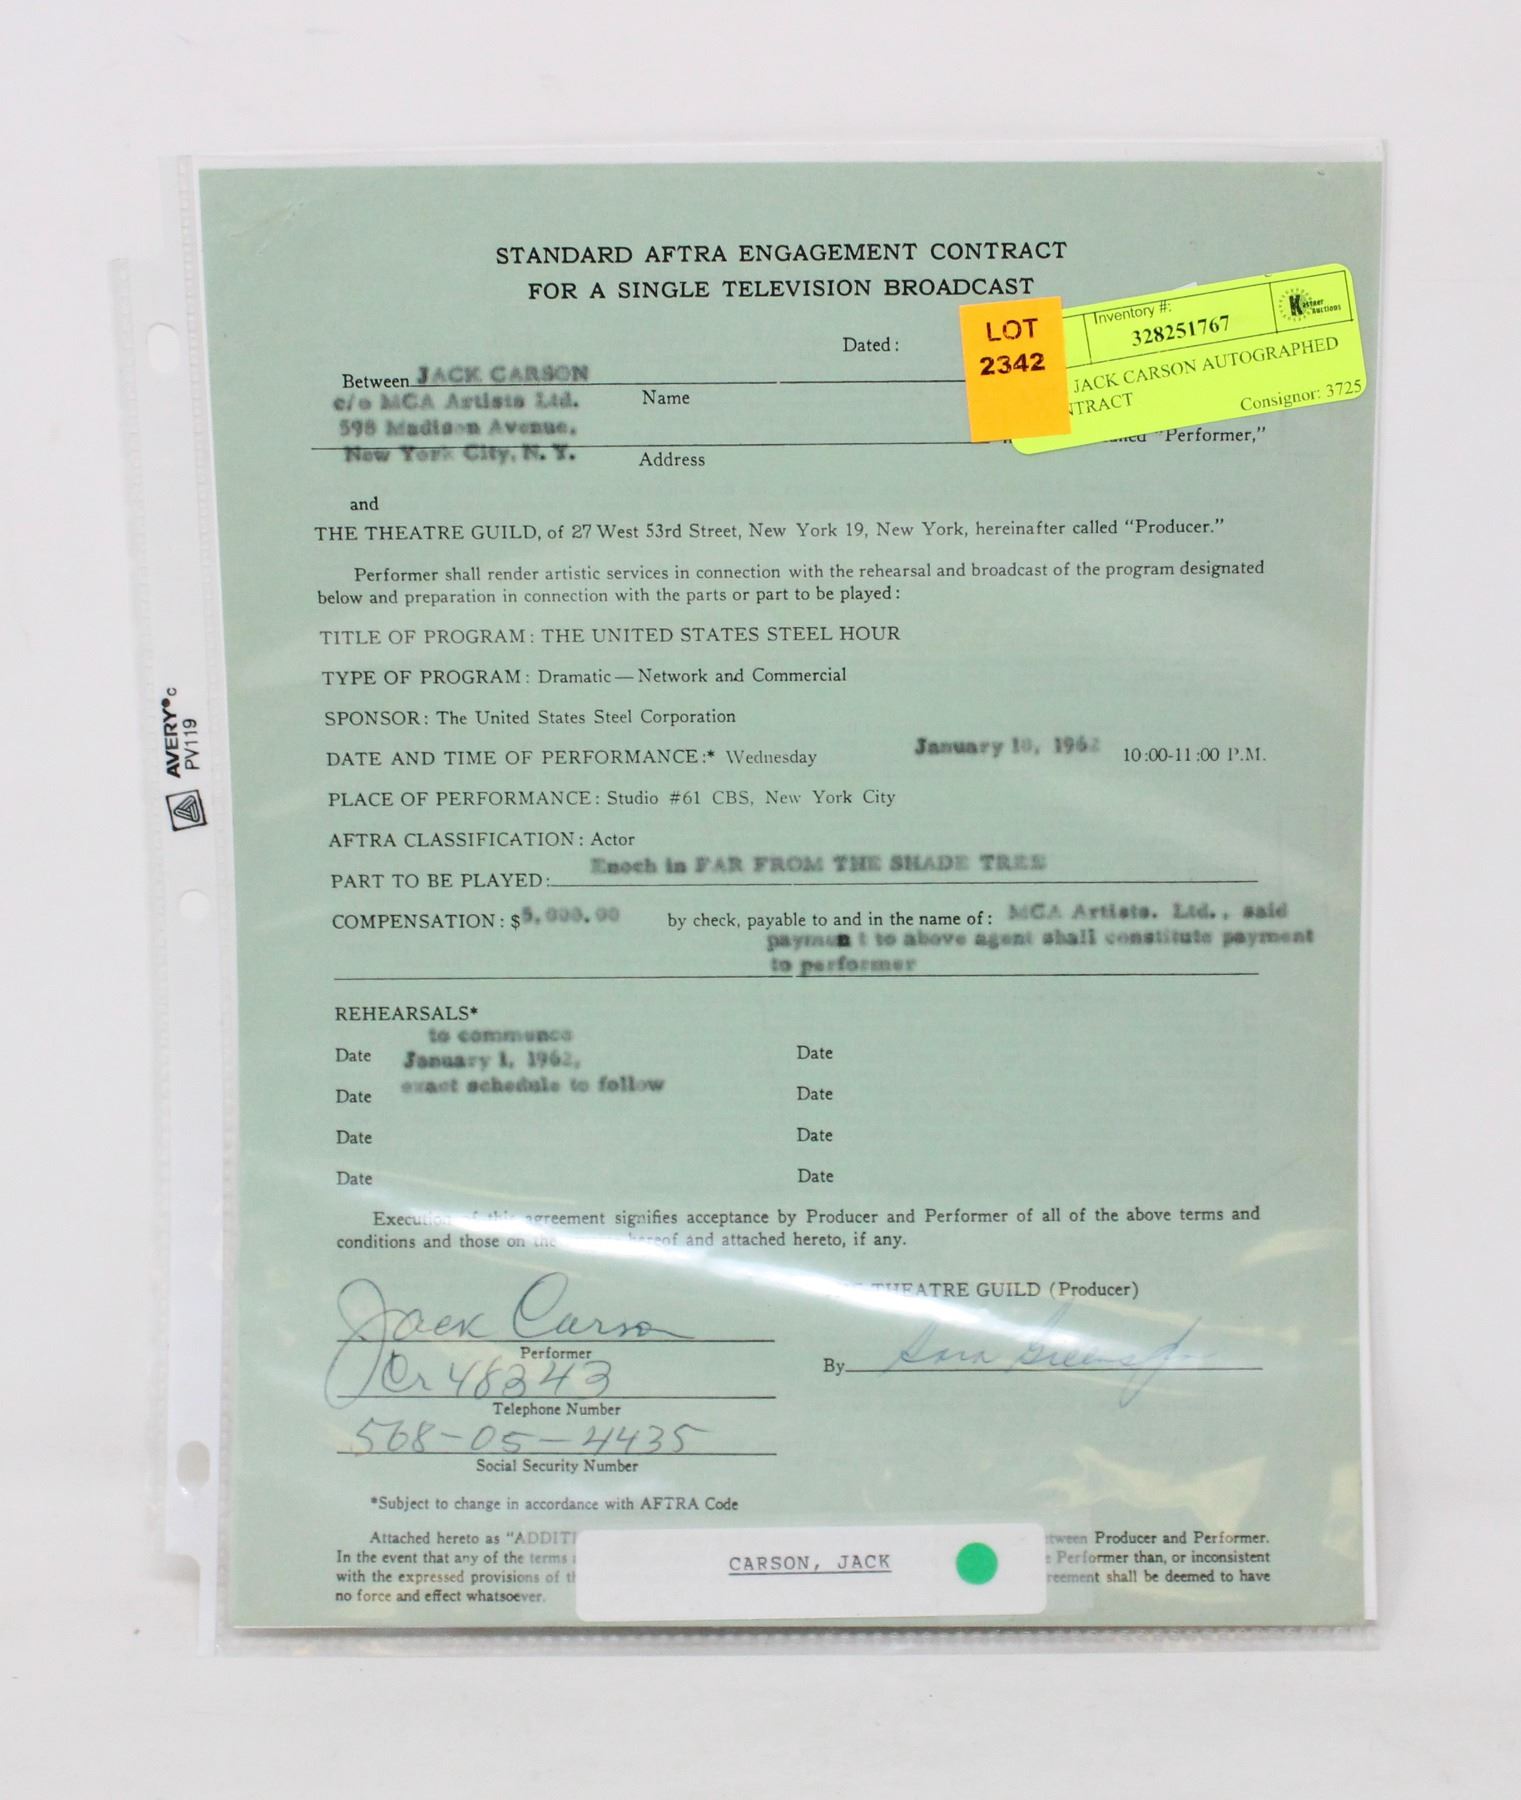 STANDARD AFTRA ENGAGEMENT CONTRACT
FOR A SINGLE TELEVISION BROADCAST
LOT
2342
Inventory #:
328251767
Kastner
Auctions
JACK CARSON AUTOGRAPHED
NTRACT
Consignor: 3725
Dated:
Between JACK CARSON
c/o MCA Artists Ltd.
Name
598 Madison Avenue,
"Performer,"
New York City, N. Y.
Address
and
THE THEATRE GUILD, of 27 West 53rd Street, New York 19, New York, hereinafter called "Producer."
Performer shall render artistic services in connection with the rehearsal and broadcast of the program designated
below and preparation in connection with the parts or part to be played:
TITLE OF PROGRAM: THE UNITED STATES STEEL HOUR
TYPE OF PROGRAM: Dramatic—Network and Commercial
SPONSOR: The United States Steel Corporation
DATE AND TIME OF PERFORMANCE:* Wednesday January 10, 1962 10:00-11:00 P.M.
PLACE OF PERFORMANCE: Studio #61 CBS, New York City
AFTRA CLASSIFICATION: Actor
PART TO BE PLAYED: Enoch in FAR FROM THE SHADE TREE
COMPENSATION: $5,000.00 by check, payable to and in the name of: MCA Artists. Ltd., said
paymen t to above agent shall constitute payment
to performer
REHEARSALS*
to commence
Date January 1, 1962, Date
exact schedule to follow
Date Date
Date Date
Date Date
Execution of this agreement signifies acceptance by Producer and Performer of all of the above terms and
conditions and those on the hereof and attached hereto, if any.
THEATRE GUILD (Producer)
Jack Carson
Performer
By
Cr 48343
Telephone Number
568-05-4435
Social Security Number
*Subject to change in accordance with AFTRA Code
Attached hereto as "ADDITI tween Producer and Performer.
In the event that any of the terms Performer than, or inconsistent
with the expressed provisions of th reement shall be deemed to have
no force and effect whatsoever.
CARSON, JACK
AVERY® C
PV119